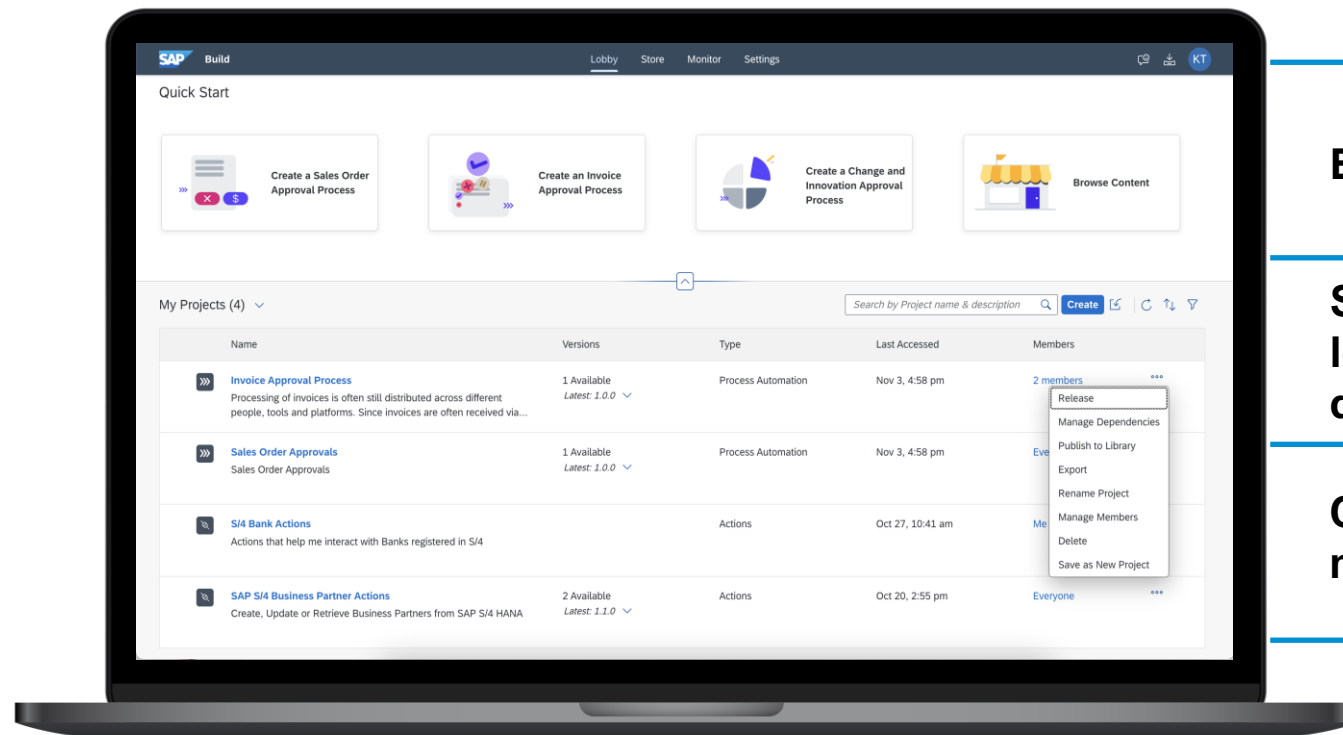 SAP Build Lobby Store Monitor Settings KT
Quick Start
Create a Sales Order
Approval Process
Create an Invoice
Approval Process
Create a Change and
Innovation Approval
Process
Browse Content
My Projects (4) Search by Project name & description Create
Name Versions Type Last Accessed Members
Invoice Approval Process 1 Available Process Automation Nov 3, 4:58 pm 2 members
Processing of invoices is often still distributed across different Latest: 1.0.0
people, tools and platforms. Since invoices are often received via...
Sales Order Approvals 1 Available Process Automation Nov 3, 4:58 pm
Sales Order Approvals Latest: 1.0.0
S/4 Bank Actions Actions Oct 27, 10:41 am Me
Actions that help me interact with Banks registered in S/4
SAP S/4 Business Partner Actions 2 Available Actions Oct 20, 2:55 pm Everyone
Create, Update or Retrieve Business Partners from SAP S/4 HANA Latest: 1.1.0
Release
Manage Dependencies
Publish to Library
Export
Rename Project
Manage Members
Delete
Save as New Project